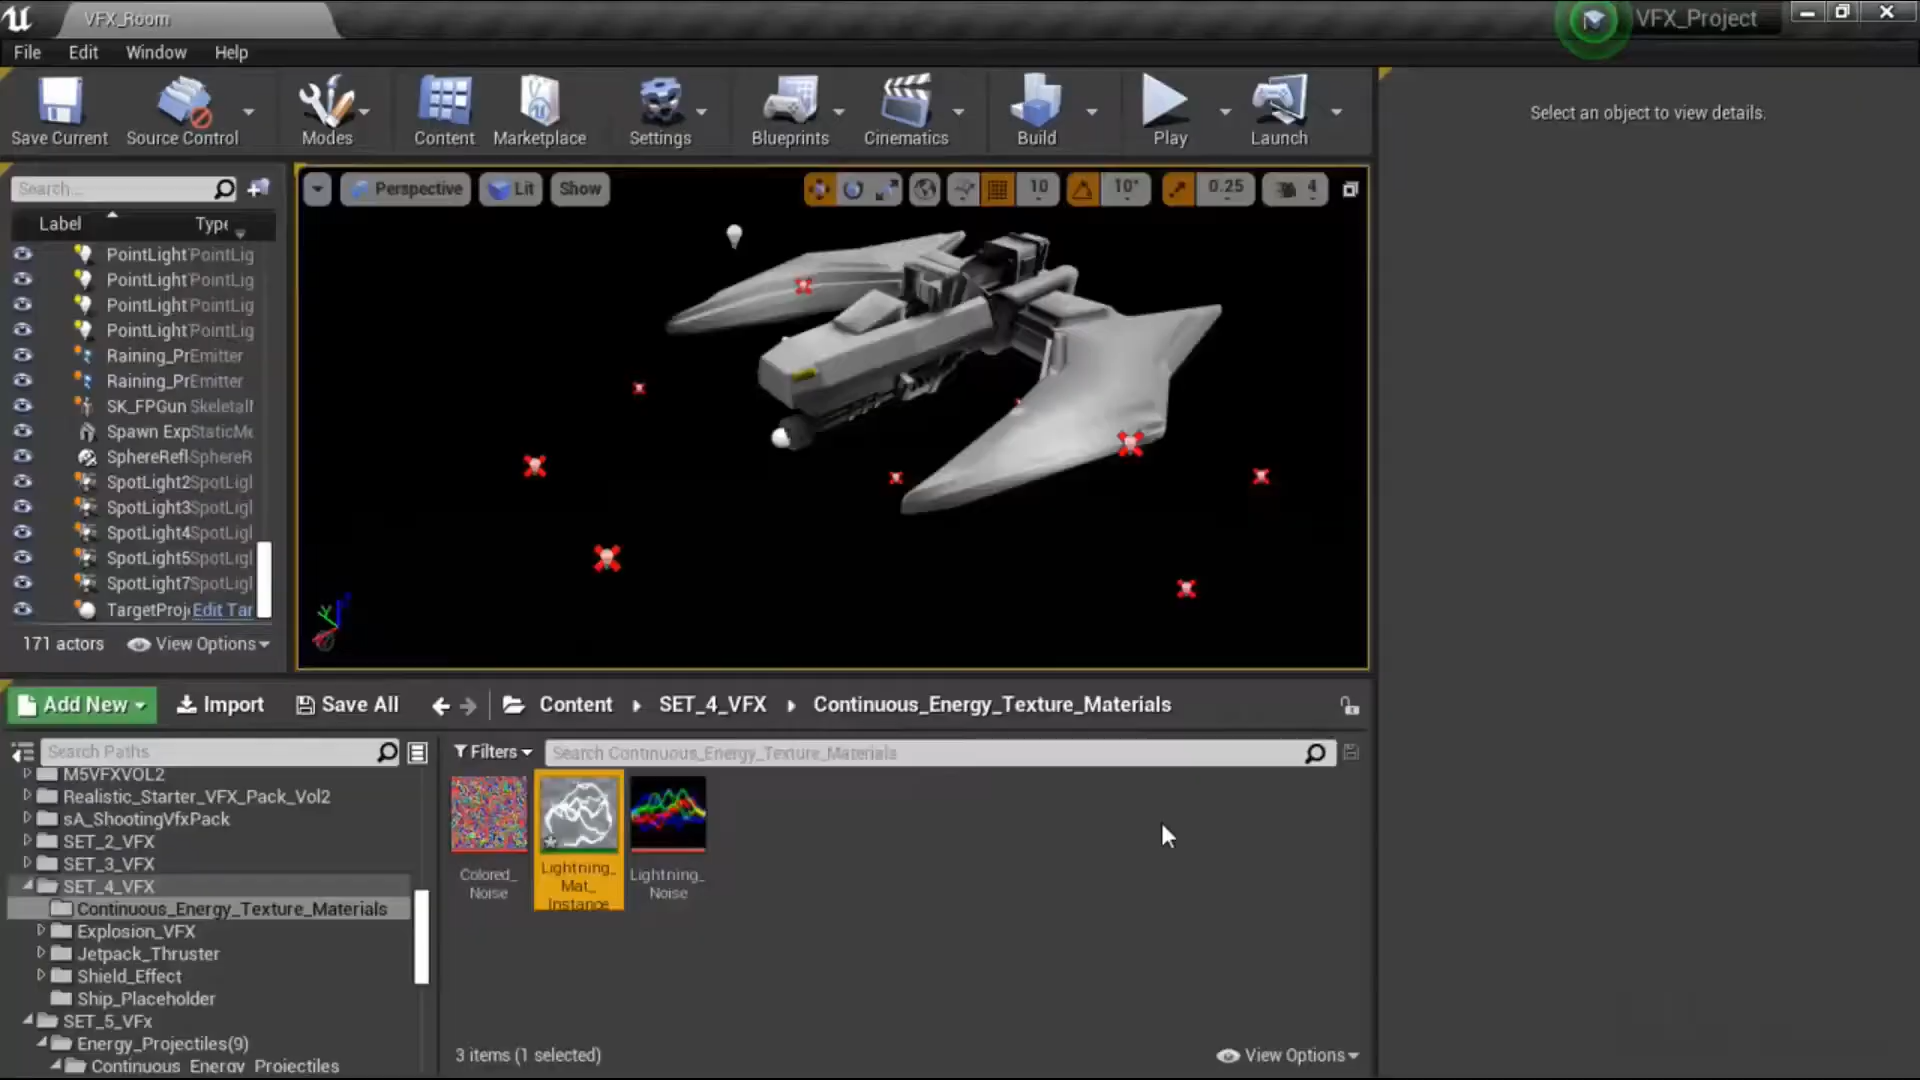 VFX_Room
VFX_Project
File Edit Window Help
Save Current Source Control Modes Content Marketplace Settings Blueprints Cinematics Build Play Launch
Select an object to view details.
Search...
Label Type
PointLight PointLig
PointLight PointLig
PointLight PointLig
PointLight PointLig
Raining_Pr Emitter
Raining_Pr Emitter
SK_FPGun Skeletall
Spawn Exp StaticMe
SphereRefl SphereR
SpotLight2 SpotLigl
SpotLight3 SpotLigl
SpotLight4 SpotLigl
SpotLight5 SpotLigl
SpotLight7 SpotLigl
TargetProj Edit Tar
171 actors View Options
Perspective Lit Show 10 10° 0.25 4
Add New Import Save All Content SET_4_VFX Continuous_Energy_Texture_Materials
Search Paths
M5VFXVOL2
Realistic_Starter_VFX_Pack_Vol2
sA_ShootingVfxPack
SET_2_VFX
SET_3_VFX
SET_4_VFX
Continuous_Energy_Texture_Materials
Explosion_VFX
Jetpack_Thruster
Shield_Effect
Ship_Placeholder
SET_5_VFx
Energy_Projectiles(9)
Continuous_Energy_Projectiles
Filters Search Continuous_Energy_Texture_Materials
Colored_
Noise
Lightning_
Mat_
Instance
Lightning_
Noise
3 items (1 selected) View Options